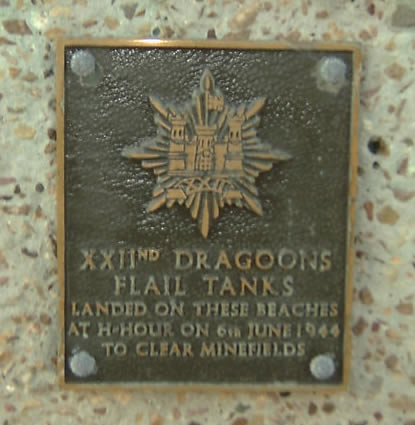 XXIIND DRAGOONS
FLAIL TANKS
LANDED ON THESE BEACHES
AT H-HOUR ON 6th JUNE 1944
TO CLEAR MINEFIELDS